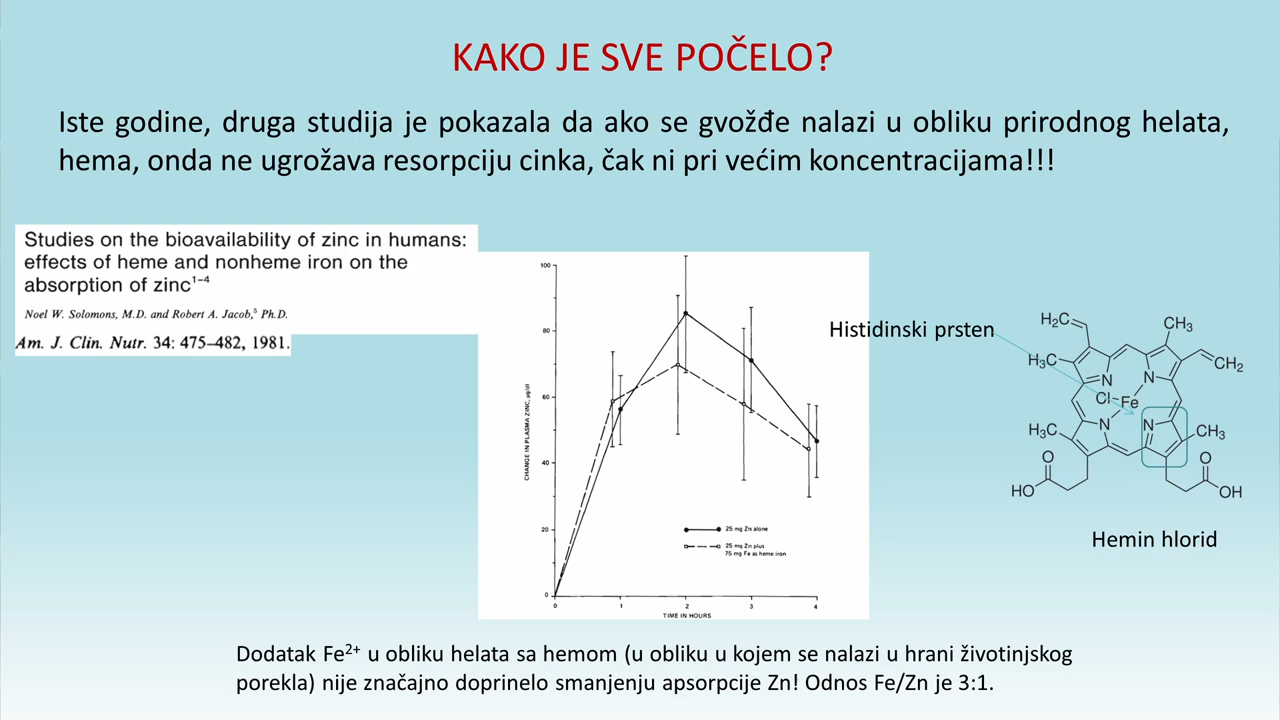 KAKO JE SVE POČELO?
Iste godine, druga studija je pokazala da ako se gvožđe nalazi u obliku prirodnog helata,
hema, onda ne ugrožava resorpciju cinka, čak ni pri većim koncentracijama!!!
Studies on the bioavailability of zinc in humans:
effects of heme and nonheme iron on the
absorption of zinc¹⁻⁴
Noel W. Solomons, M.D. and Robert A. Jacob,⁵ Ph.D.
Am. J. Clin. Nutr. 34: 475–482, 1981.
CHANGE IN PLASMA ZINC, µg/dl
100
80
60
40
20
0
0 1 2 3 4
TIME IN HOURS
25 mg Zn alone
25 mg Zn plus
75 mg Fe as heme iron
Histidinski prsten
H₂C
CH₃
H₃C
CH₂
N
N
Cl
Fe
H₃C
N
N
CH₃
O
O
HO
OH
Hemin hlorid
Dodatak Fe²⁺ u obliku helata sa hemom (u obliku u kojem se nalazi u hrani životinjskog
porekla) nije značajno doprinelo smanjenju apsorpcije Zn! Odnos Fe/Zn je 3:1.